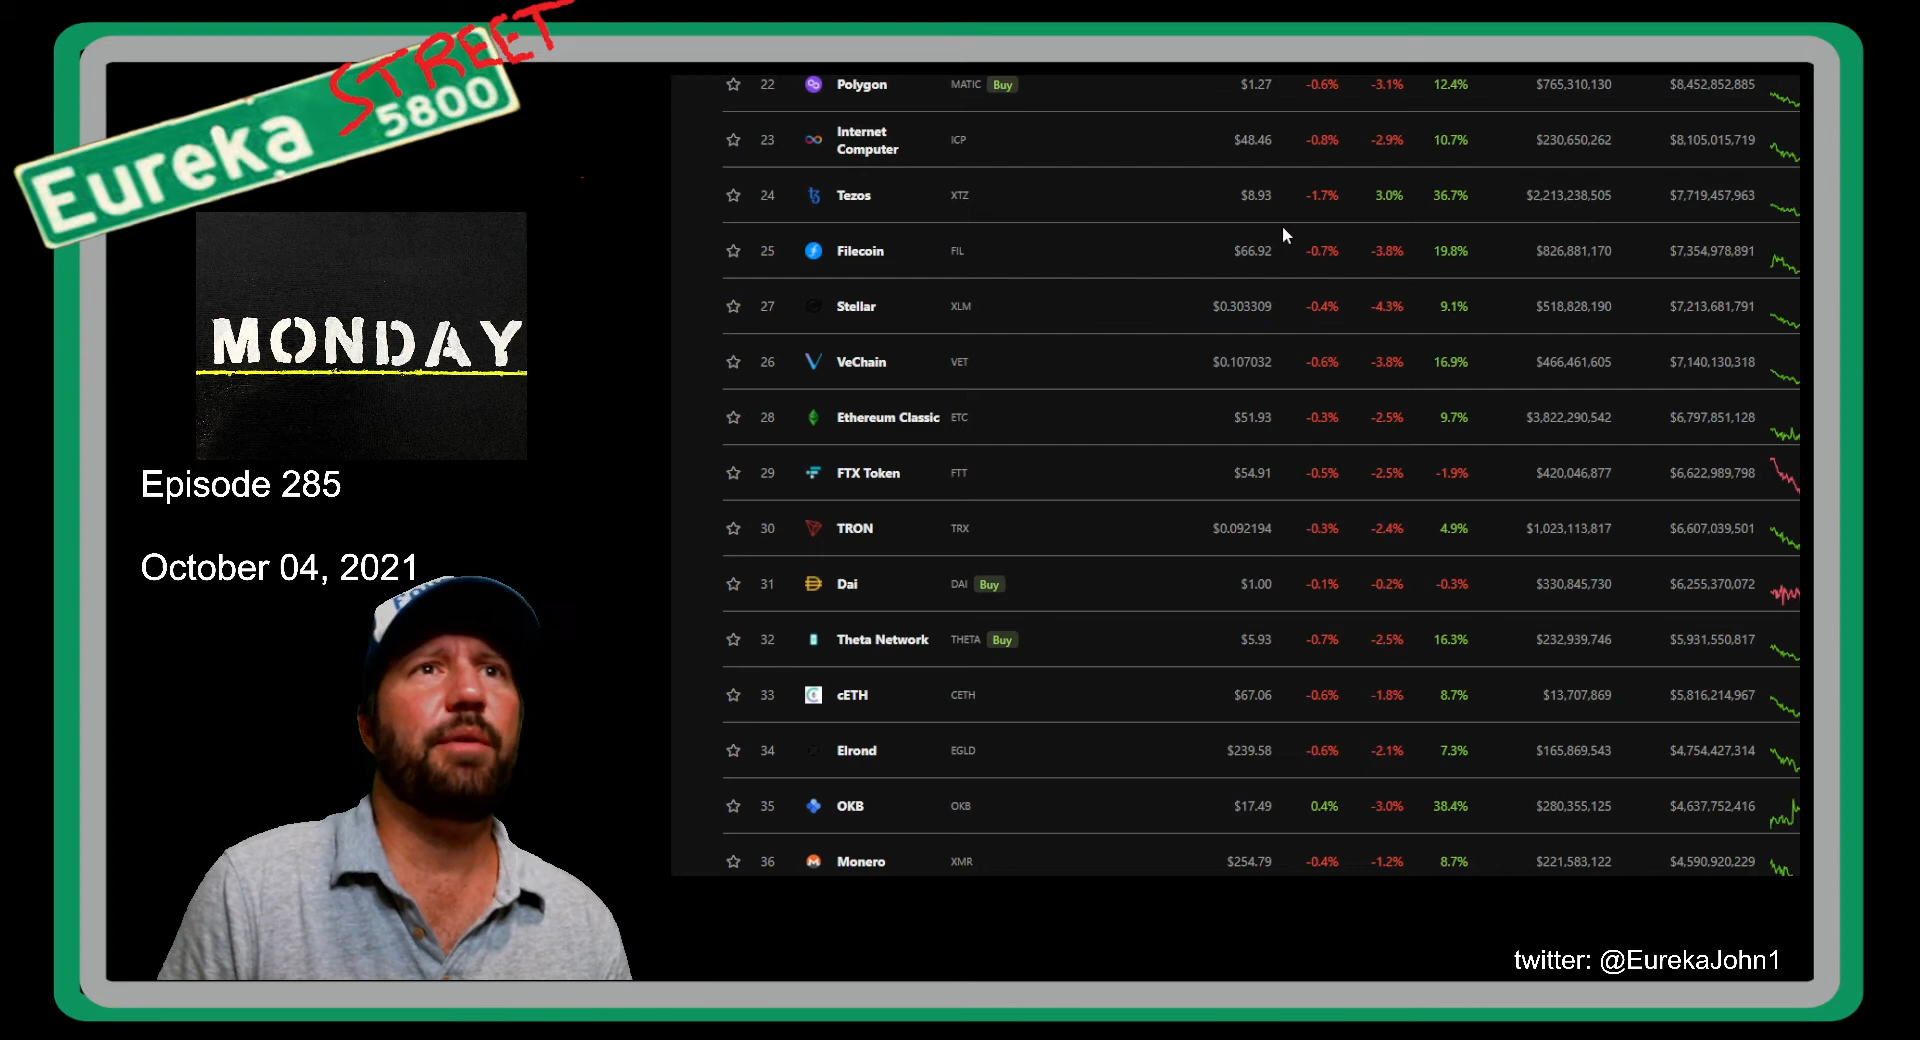 Eureka STREET
5800
MONDAY
Episode 285
October 04, 2021
22 Polygon MATIC Buy $1.27 -0.6% -3.1% 12.4% $765,310,130 $8,452,852,885
23 Internet Computer ICP $48.46 -0.8% -2.9% 10.7% $230,650,262 $8,105,015,719
24 Tezos XTZ $8.93 -1.7% 3.0% 36.7% $2,213,238,505 $7,719,457,963
25 Filecoin FIL $66.92 -0.7% -3.8% 19.8% $826,881,170 $7,354,978,891
27 Stellar XLM $0.303309 -0.4% -4.3% 9.1% $518,828,190 $7,213,681,791
26 VeChain VET $0.107032 -0.6% -3.8% 16.9% $466,461,605 $7,140,130,318
28 Ethereum Classic ETC $51.93 -0.3% -2.5% 9.7% $3,822,290,542 $6,797,851,128
29 FTX Token FTT $54.91 -0.5% -2.5% -1.9% $420,046,877 $6,622,989,798
30 TRON TRX $0.092194 -0.3% -2.4% 4.9% $1,023,113,817 $6,607,039,501
31 Dai DAI Buy $1.00 -0.1% -0.2% -0.3% $330,845,730 $6,255,370,072
32 Theta Network THETA Buy $5.93 -0.7% -2.5% 16.3% $232,939,746 $5,931,550,817
33 cETH CETH $67.06 -0.6% -1.8% 8.7% $13,707,869 $5,816,214,967
34 Elrond EGLD $239.58 -0.6% -2.1% 7.3% $165,869,543 $4,754,427,314
35 OKB OKB $17.49 0.4% -3.0% 38.4% $280,355,125 $4,637,752,416
36 Monero XMR $254.79 -0.4% -1.2% 8.7% $221,583,122 $4,590,920,229
twitter: @EurekaJohn1